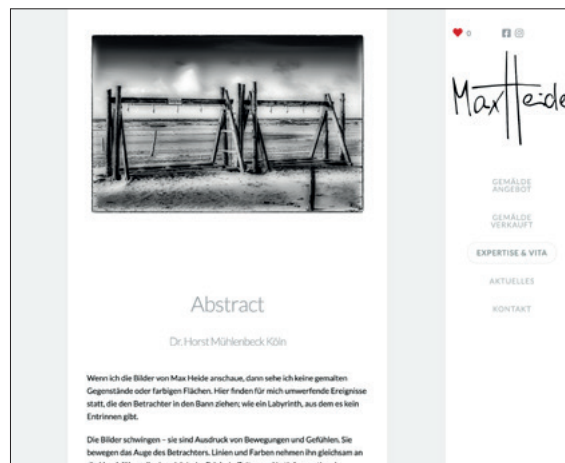 0
Max Heide
GEMÄLDE
ANGEBOT
GEMÄLDE
VERKAUFT
EXPERTISE & VITA
AKTUELLES
KONTAKT
Abstract
Dr. Horst Mühlenbeck Köln
Wenn ich die Bilder von Max Heide anschaue, dann sehe ich keine gemalten
Gegenstände oder farbigen Flächen. Hier finden für mich umwerfende Ereignisse
statt, die den Betrachter in den Bann ziehen; wie ein Labyrinth, aus dem es kein
Entrinnen gibt.
Die Bilder schwingen – sie sind Ausdruck von Bewegungen und Gefühlen. Sie
bewegen das Auge des Betrachters. Linien und Farben nehmen ihn gleichsam an